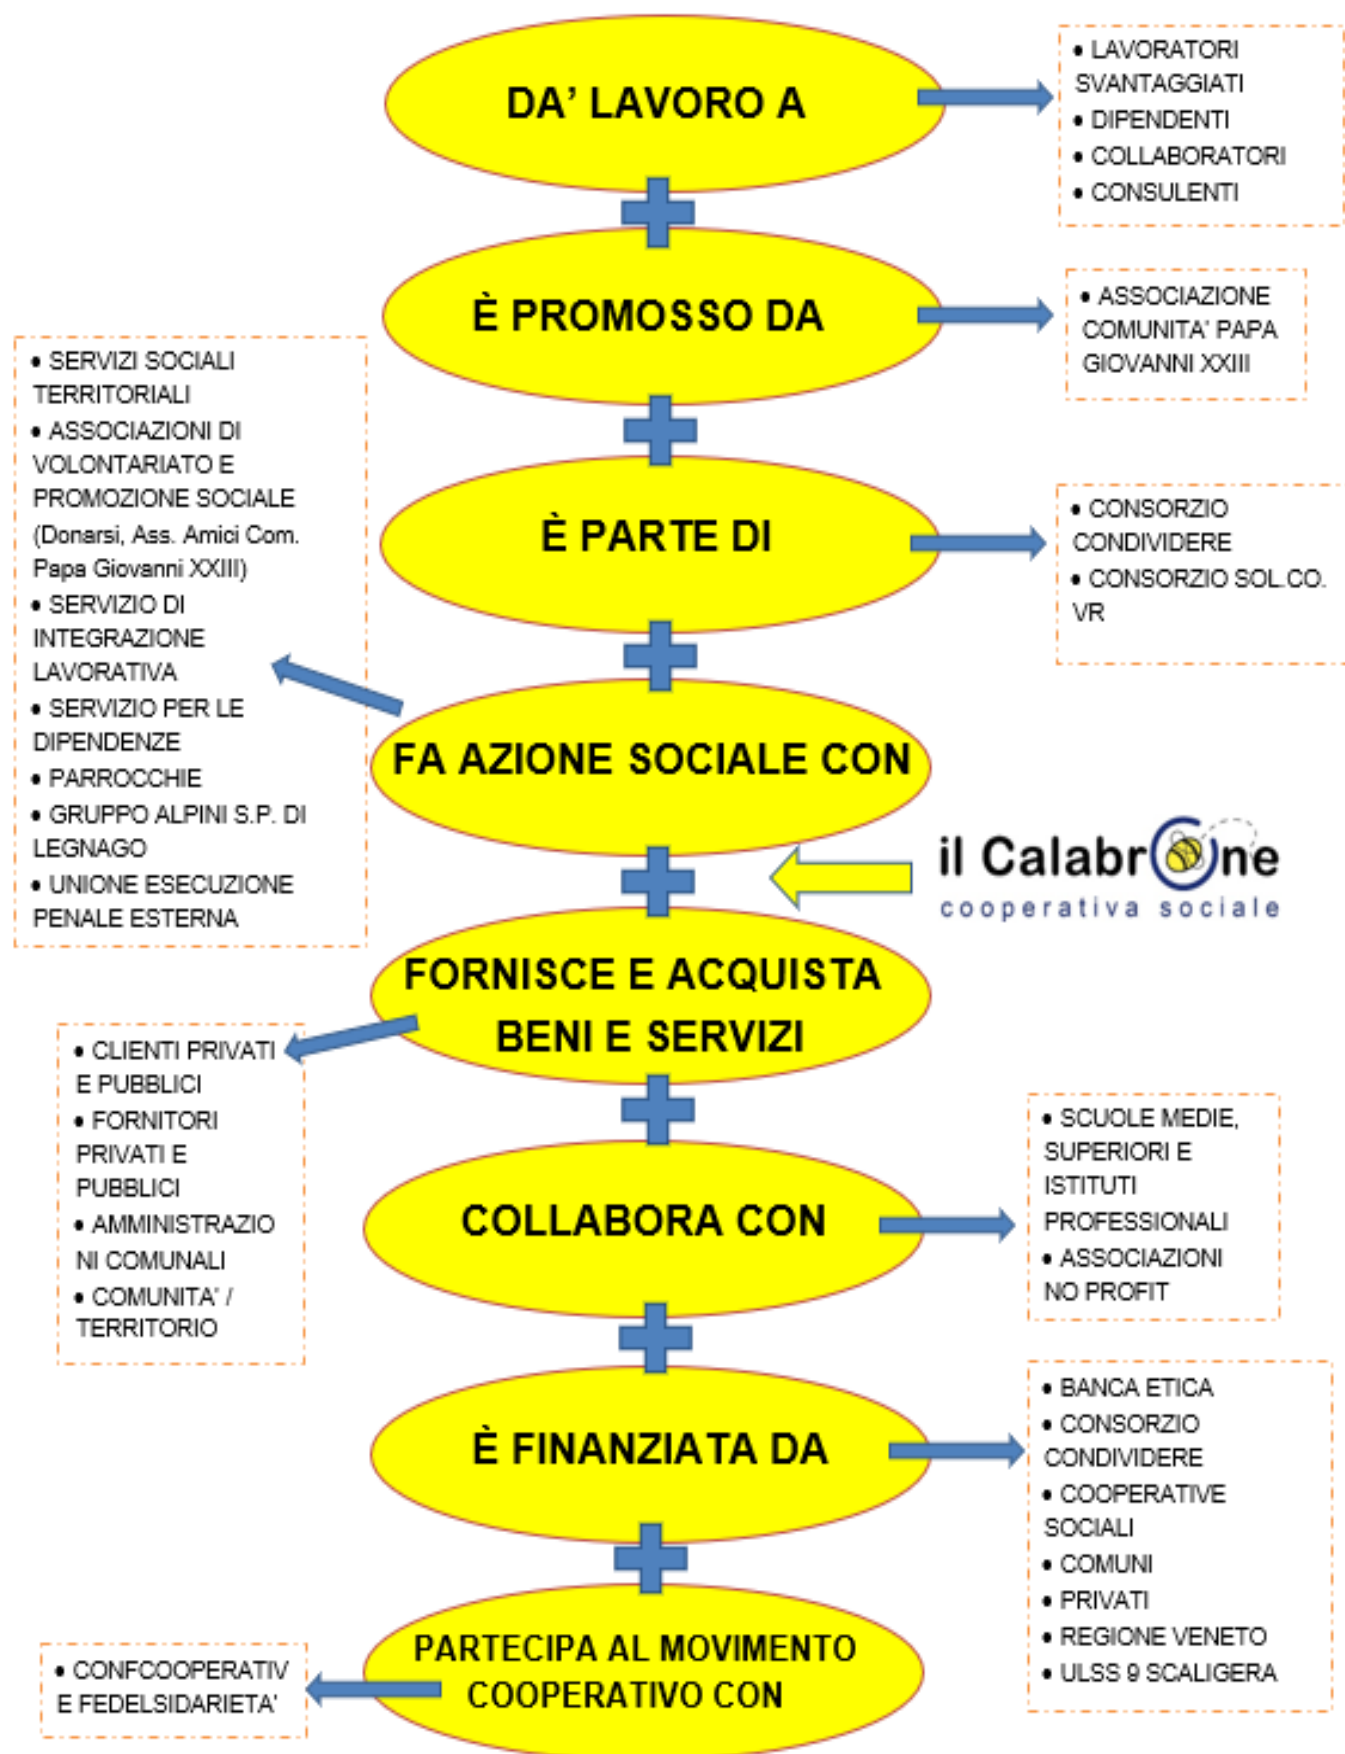 DA' LAVORO A
• LAVORATORI
SVANTAGGIATI
• DIPENDENTI
• COLLABORATORI
• CONSULENTI
È PROMOSSO DA
• ASSOCIAZIONE
COMUNITA' PAPA
GIOVANNI XXIII
È PARTE DI
• CONSORZIO
CONDIVIDERE
• CONSORZIO SOL.CO.
VR
• SERVIZI SOCIALI
TERRITORIALI
• ASSOCIAZIONI DI
VOLONTARIATO E
PROMOZIONE SOCIALE
(Donarsi, Ass. Amici Com.
Papa Giovanni XXIII)
• SERVIZIO DI
INTEGRAZIONE
LAVORATIVA
• SERVIZIO PER LE
DIPENDENZE
• PARROCCHIE
• GRUPPO ALPINI S.P. DI
LEGNAGO
• UNIONE ESECUZIONE
PENALE ESTERNA
FA AZIONE SOCIALE CON
il Calabrone
cooperativa sociale
FORNISCE E ACQUISTA
BENI E SERVIZI
• CLIENTI PRIVATI
E PUBBLICI
• FORNITORI
PRIVATI E
PUBBLICI
• AMMINISTRAZIO
NI COMUNALI
• COMUNITA' /
TERRITORIO
COLLABORA CON
• SCUOLE MEDIE,
SUPERIORI E
ISTITUTI
PROFESSIONALI
• ASSOCIAZIONI
NO PROFIT
È FINANZIATA DA
• BANCA ETICA
• CONSORZIO
CONDIVIDERE
• COOPERATIVE
SOCIALI
• COMUNI
• PRIVATI
• REGIONE VENETO
• ULSS 9 SCALIGERA
PARTECIPA AL MOVIMENTO
COOPERATIVO CON
• CONFCOOPERATIV
E FEDELSIDARIETA'